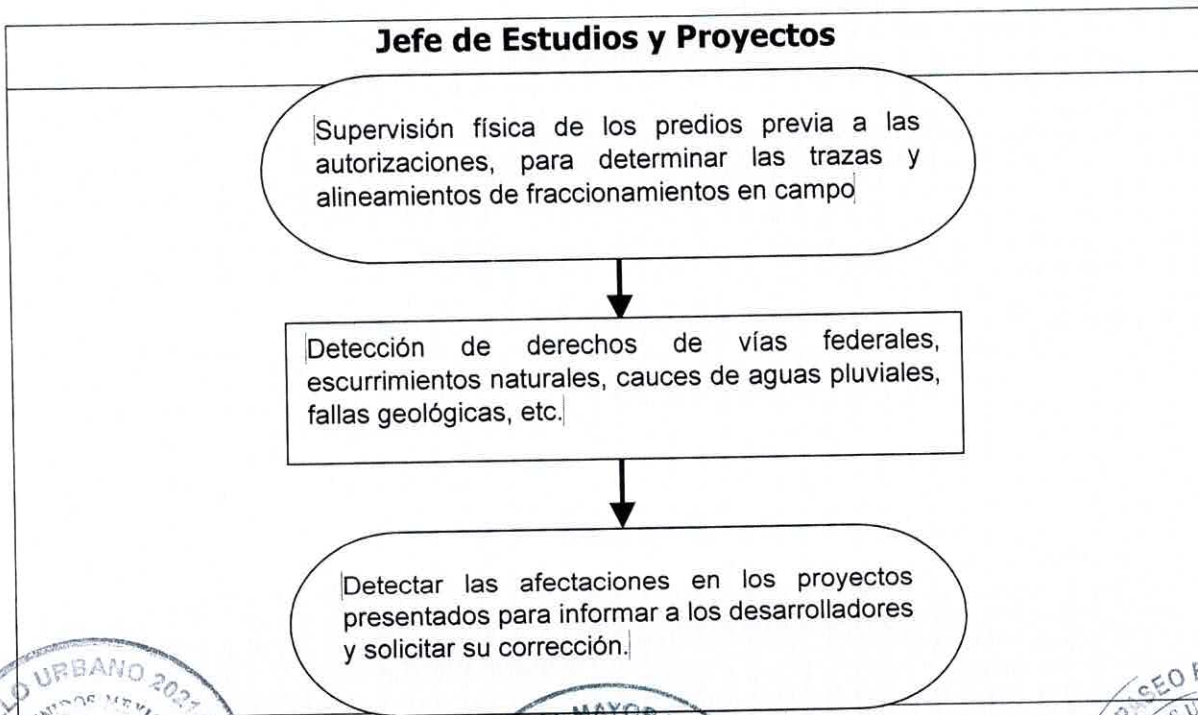 Jefe de Estudios y Proyectos
Supervisión física de los predios previa a las
autorizaciones, para determinar las trazas y
alineamientos de fraccionamientos en campo
Detección de derechos de vías federales,
escurrimientos naturales, cauces de aguas pluviales,
fallas geológicas, etc.
Detectar las afectaciones en los proyectos
presentados para informar a los desarrolladores
y solicitar su corrección.
URBANO 2021
MAYOR